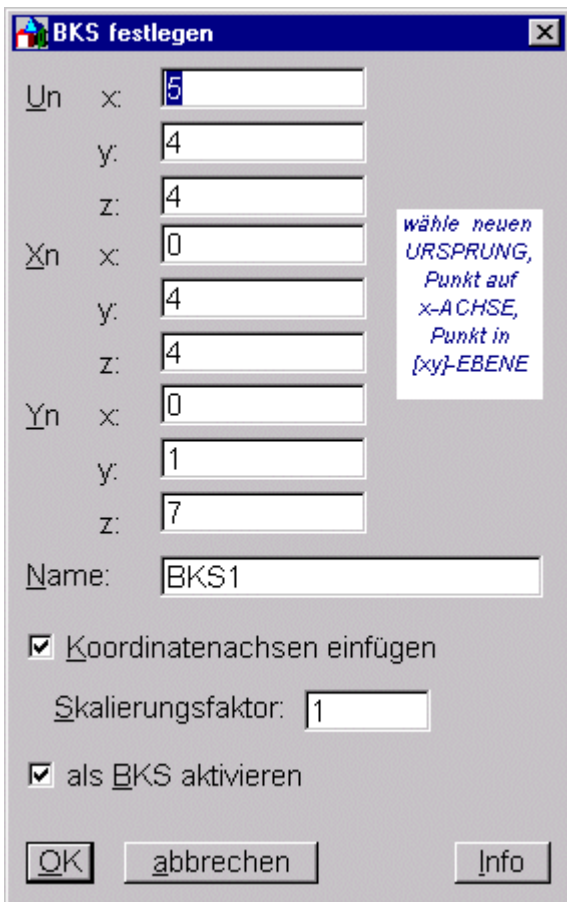 BKS festlegen
Un x: 5
y: 4
z: 4
Xn x: 0
y: 4
z: 4
Yn x: 0
y: 1
z: 7
wähle neuen
URSPRUNG,
Punkt auf
x-ACHSE,
Punkt in
[xy]-EBENE
Name: BKS1
Koordinatenachsen einfügen
Skalierungsfaktor: 1
als BKS aktivieren
OK abbrechen Info